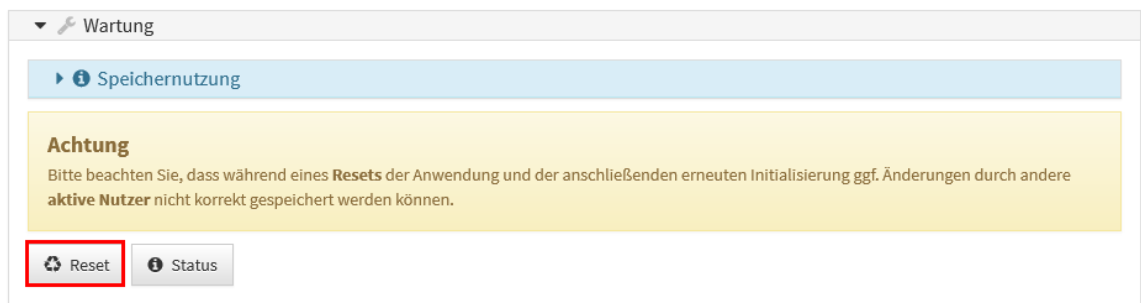 Wartung
Speichernutzung
Achtung
Bitte beachten Sie, dass während eines Resets der Anwendung und der anschließenden erneuten Initialisierung ggf. Änderungen durch andere
aktive Nutzer nicht korrekt gespeichert werden können.
Reset Status